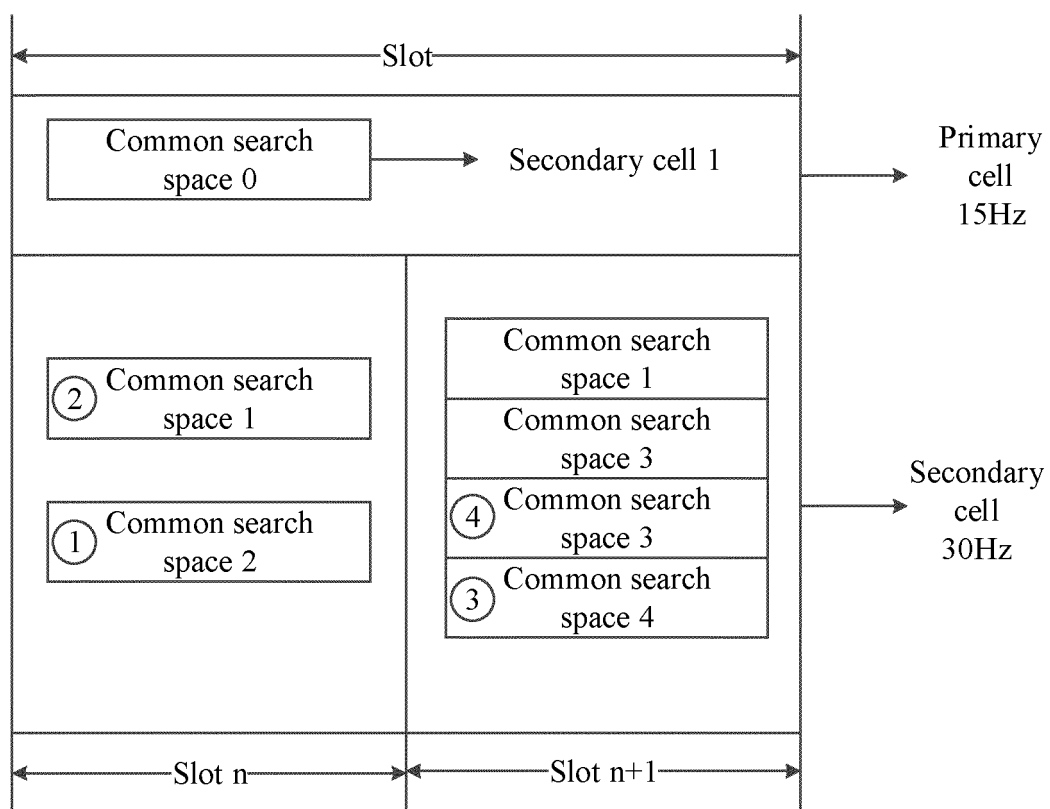 Slot
Common search
space 0
Secondary cell 1
Primary
cell
15Hz
② Common search
space 1
① Common search
space 2
Common search
space 1
Common search
space 3
④ Common search
space 3
③ Common search
space 4
Secondary
cell
30Hz
Slot n
Slot n+1